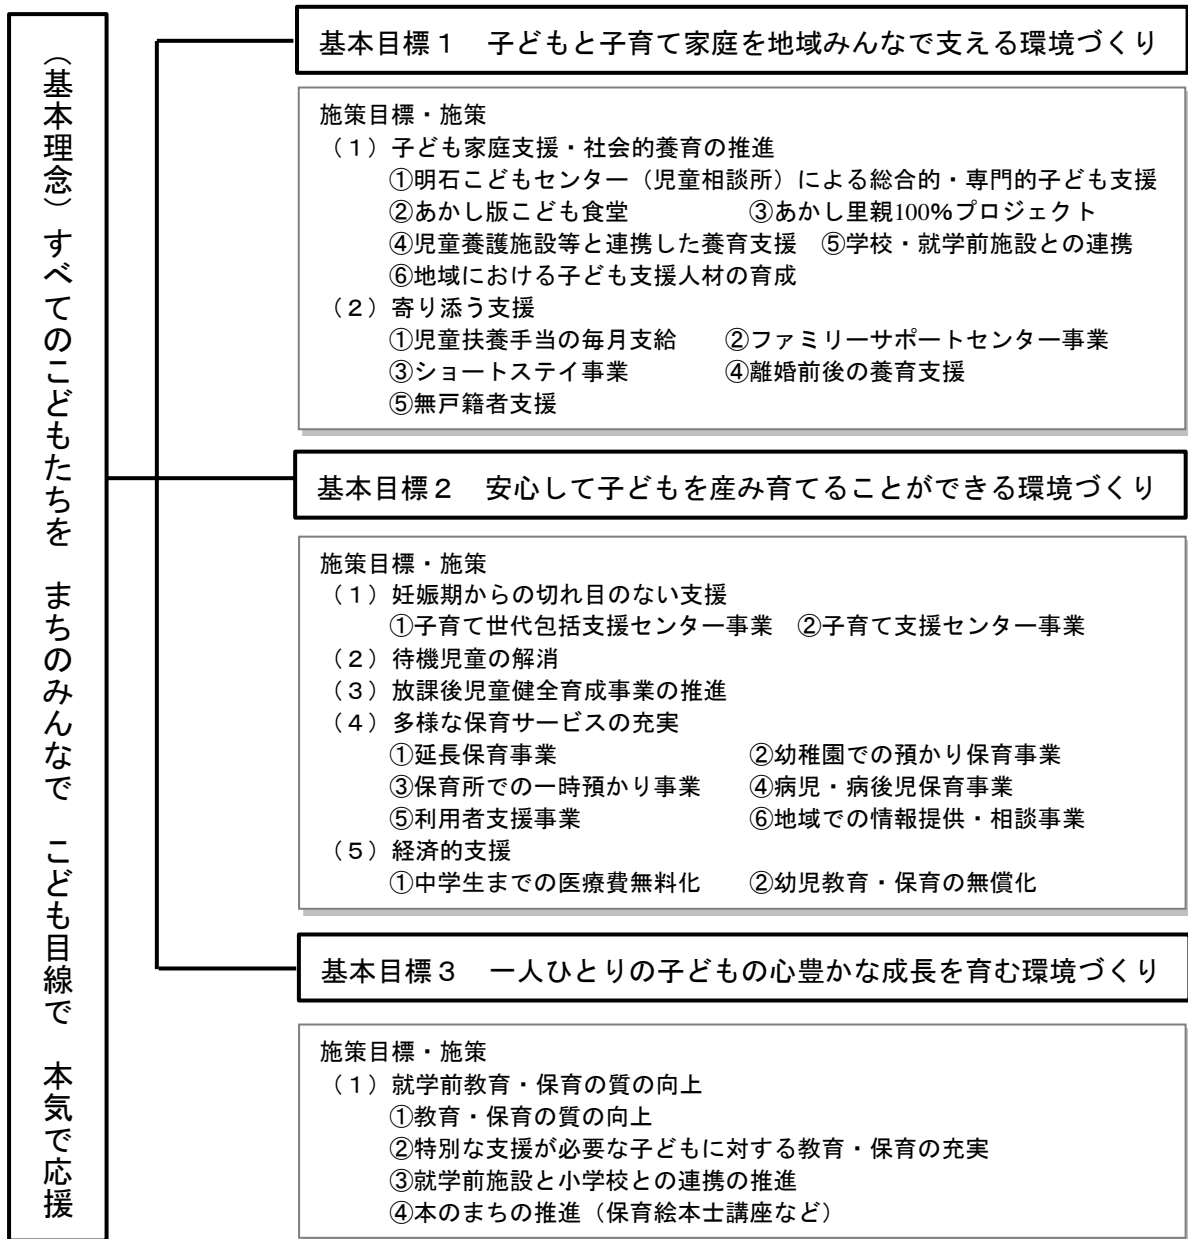 （基本理念）すべてのこどもたちを　まちのみんなで　こども目線で　本気で応援
基本目標１　子どもと子育て家庭を地域みんなで支える環境づくり
施策目標・施策
（１）子ども家庭支援・社会的養育の推進
①明石こどもセンター（児童相談所）による総合的・専門的子ども支援
②あかし版こども食堂　　　　　③あかし里親100％プロジェクト
④児童養護施設等と連携した養育支援　⑤学校・就学前施設との連携
⑥地域における子ども支援人材の育成
（２）寄り添う支援
①児童扶養手当の毎月支給　　②ファミリーサポートセンター事業
③ショートステイ事業　　　　④離婚前後の養育支援
⑤無戸籍者支援
基本目標２　安心して子どもを産み育てることができる環境づくり
施策目標・施策
（１）妊娠期からの切れ目のない支援
①子育て世代包括支援センター事業　②子育て支援センター事業
（２）待機児童の解消
（３）放課後児童健全育成事業の推進
（４）多様な保育サービスの充実
①延長保育事業　　　　　　　　②幼稚園での預かり保育事業
③保育所での一時預かり事業　　④病児・病後児保育事業
⑤利用者支援事業　　　　　　　⑥地域での情報提供・相談事業
（５）経済的支援
①中学生までの医療費無料化　　②幼児教育・保育の無償化
基本目標３　一人ひとりの子どもの心豊かな成長を育む環境づくり
施策目標・施策
（１）就学前教育・保育の質の向上
①教育・保育の質の向上
②特別な支援が必要な子どもに対する教育・保育の充実
③就学前施設と小学校との連携の推進
④本のまちの推進（保育絵本士講座など）